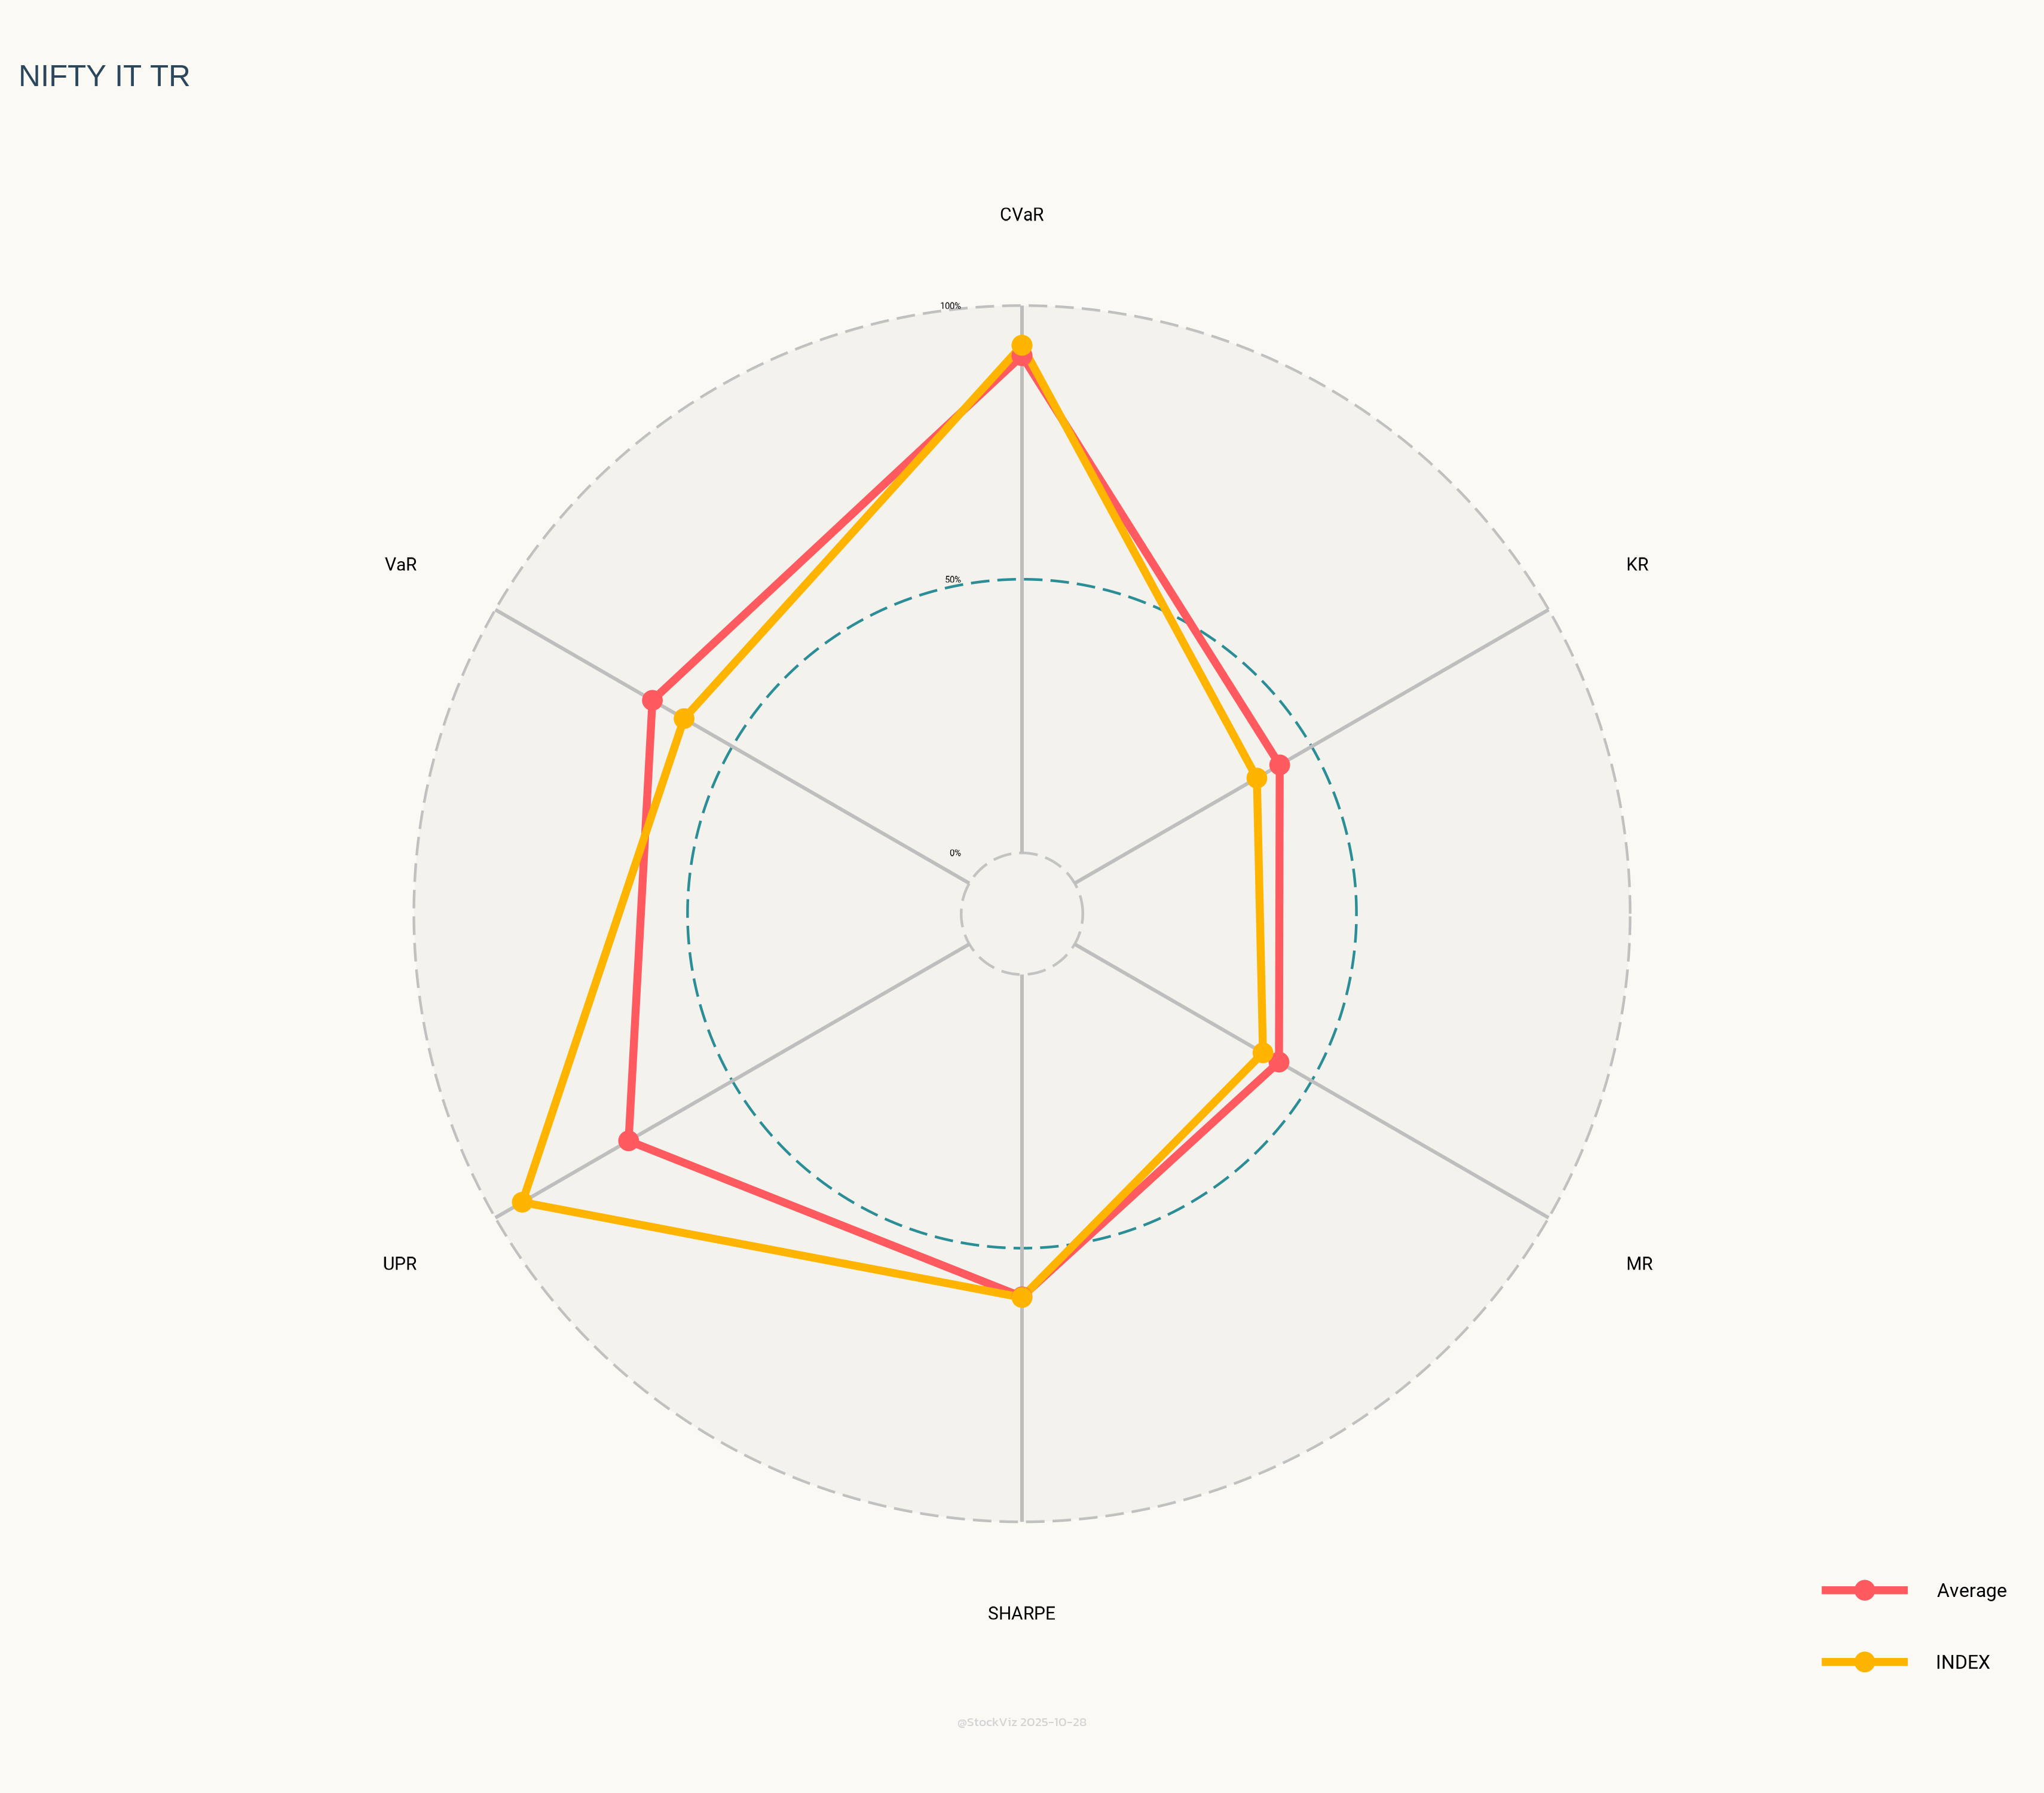 NIFTY IT TR
CVaR
100%
VaR
KR
50%
0%
UPR
MR
SHARPE
Average
INDEX
@StockViz 2025-10-28